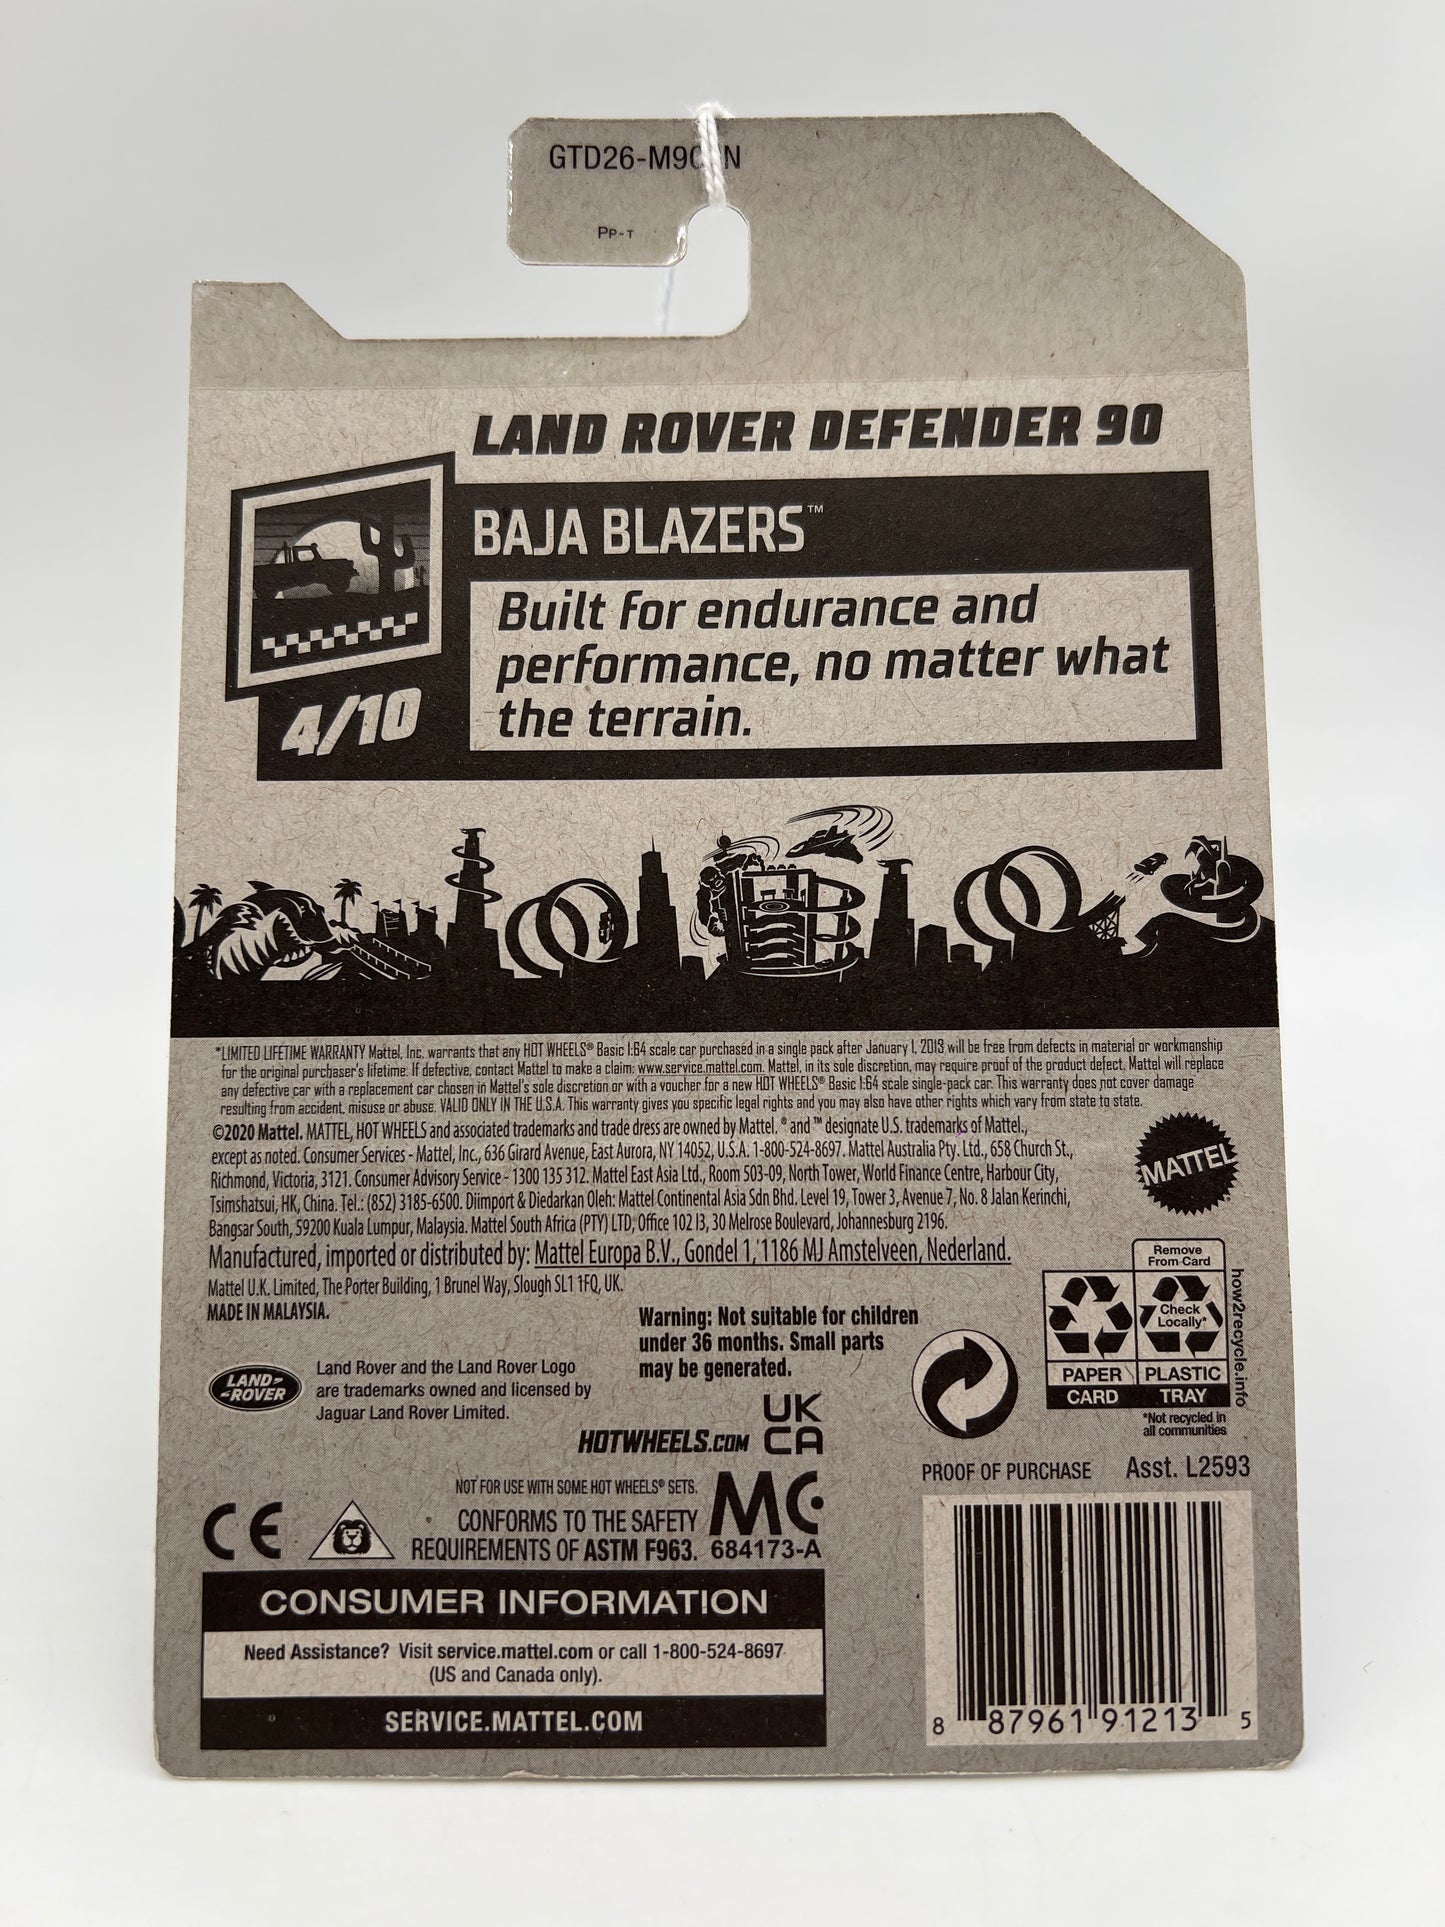 Pp-T
LAND ROVER DEFENDER 90
BAJA BLAZERS™
Built for endurance and
performance, no matter what
the terrain.
4/10
*LIMITED LIFETIME WARRANTY Mattel, Inc. warrants that any HOT WHEELS® Basic 1:64 scale car purchased in a single pack after January 1, 2013 will be free from defects in material or workmanship
for the original purchaser's lifetime. If defective, contact Mattel to make a claim: www.service.mattel.com. Mattel, in its sole discretion, may require proof of the product defect. Mattel will replace
any defective car with a replacement car chosen in Mattel's sole discretion or with a voucher for a new HOT WHEELS® Basic 1:64 scale single-pack car. This warranty does not cover damage
resulting from accident, misuse or abuse. VALID ONLY IN THE U.S.A. This warranty gives you specific legal rights and you may also have other rights which vary from state to state.
©2020 Mattel. MATTEL, HOT WHEELS and associated trademarks and trade dress are owned by Mattel. ® and ™ designate U.S. trademarks of Mattel.,
except as noted. Consumer Services - Mattel, Inc., 636 Girard Avenue, East Aurora, NY 14052, U.S.A. 1-800-524-8697. Mattel Australia Pty. Ltd., 658 Church St.,
Richmond, Victoria, 3121. Consumer Advisory Service - 1300 135 312. Mattel East Asia Ltd., Room 503-09, North Tower, World Finance Centre, Harbour City,
Tsimshatsui, HK, China. Tel.: (852) 3185-6500. Diimport & Diedarkan Oleh: Mattel Continental Asia Sdn Bhd. Level 19, Tower 3, Avenue 7, No. 8 Jalan Kerinchi,
Bangsar South, 59200 Kuala Lumpur, Malaysia. Mattel South Africa (PTY) LTD, Office 102 I3, 30 Melrose Boulevard, Johannesburg 2196.
Manufactured, imported or distributed by: Mattel Europa B.V., Gondel 1, 1186 MJ Amstelveen, Nederland.
Mattel U.K. Limited, The Porter Building, 1 Brunel Way, Slough SL1 1FQ, UK.
MADE IN MALAYSIA.
MATTEL
Warning: Not suitable for children
under 36 months. Small parts
may be generated.
LAND-
ROVER
Land Rover and the Land Rover Logo
are trademarks owned and licensed by
Jaguar Land Rover Limited.
HOTWHEELS.COM
UK
CA
Remove
From Card
Check
Locally*
PAPER
CARD
PLASTIC
TRAY
how2recycle.info
*Not recycled in
all communities
NOT FOR USE WITH SOME HOT WHEELS® SETS.
CE
CONFORMS TO THE SAFETY
REQUIREMENTS OF ASTM F963.
MC
684173-A
PROOF OF PURCHASE
Asst. L2593
CONSUMER INFORMATION
Need Assistance? Visit service.mattel.com or call 1-800-524-8697
(US and Canada only).
SERVICE.MATTEL.COM
8 87961 91213 5